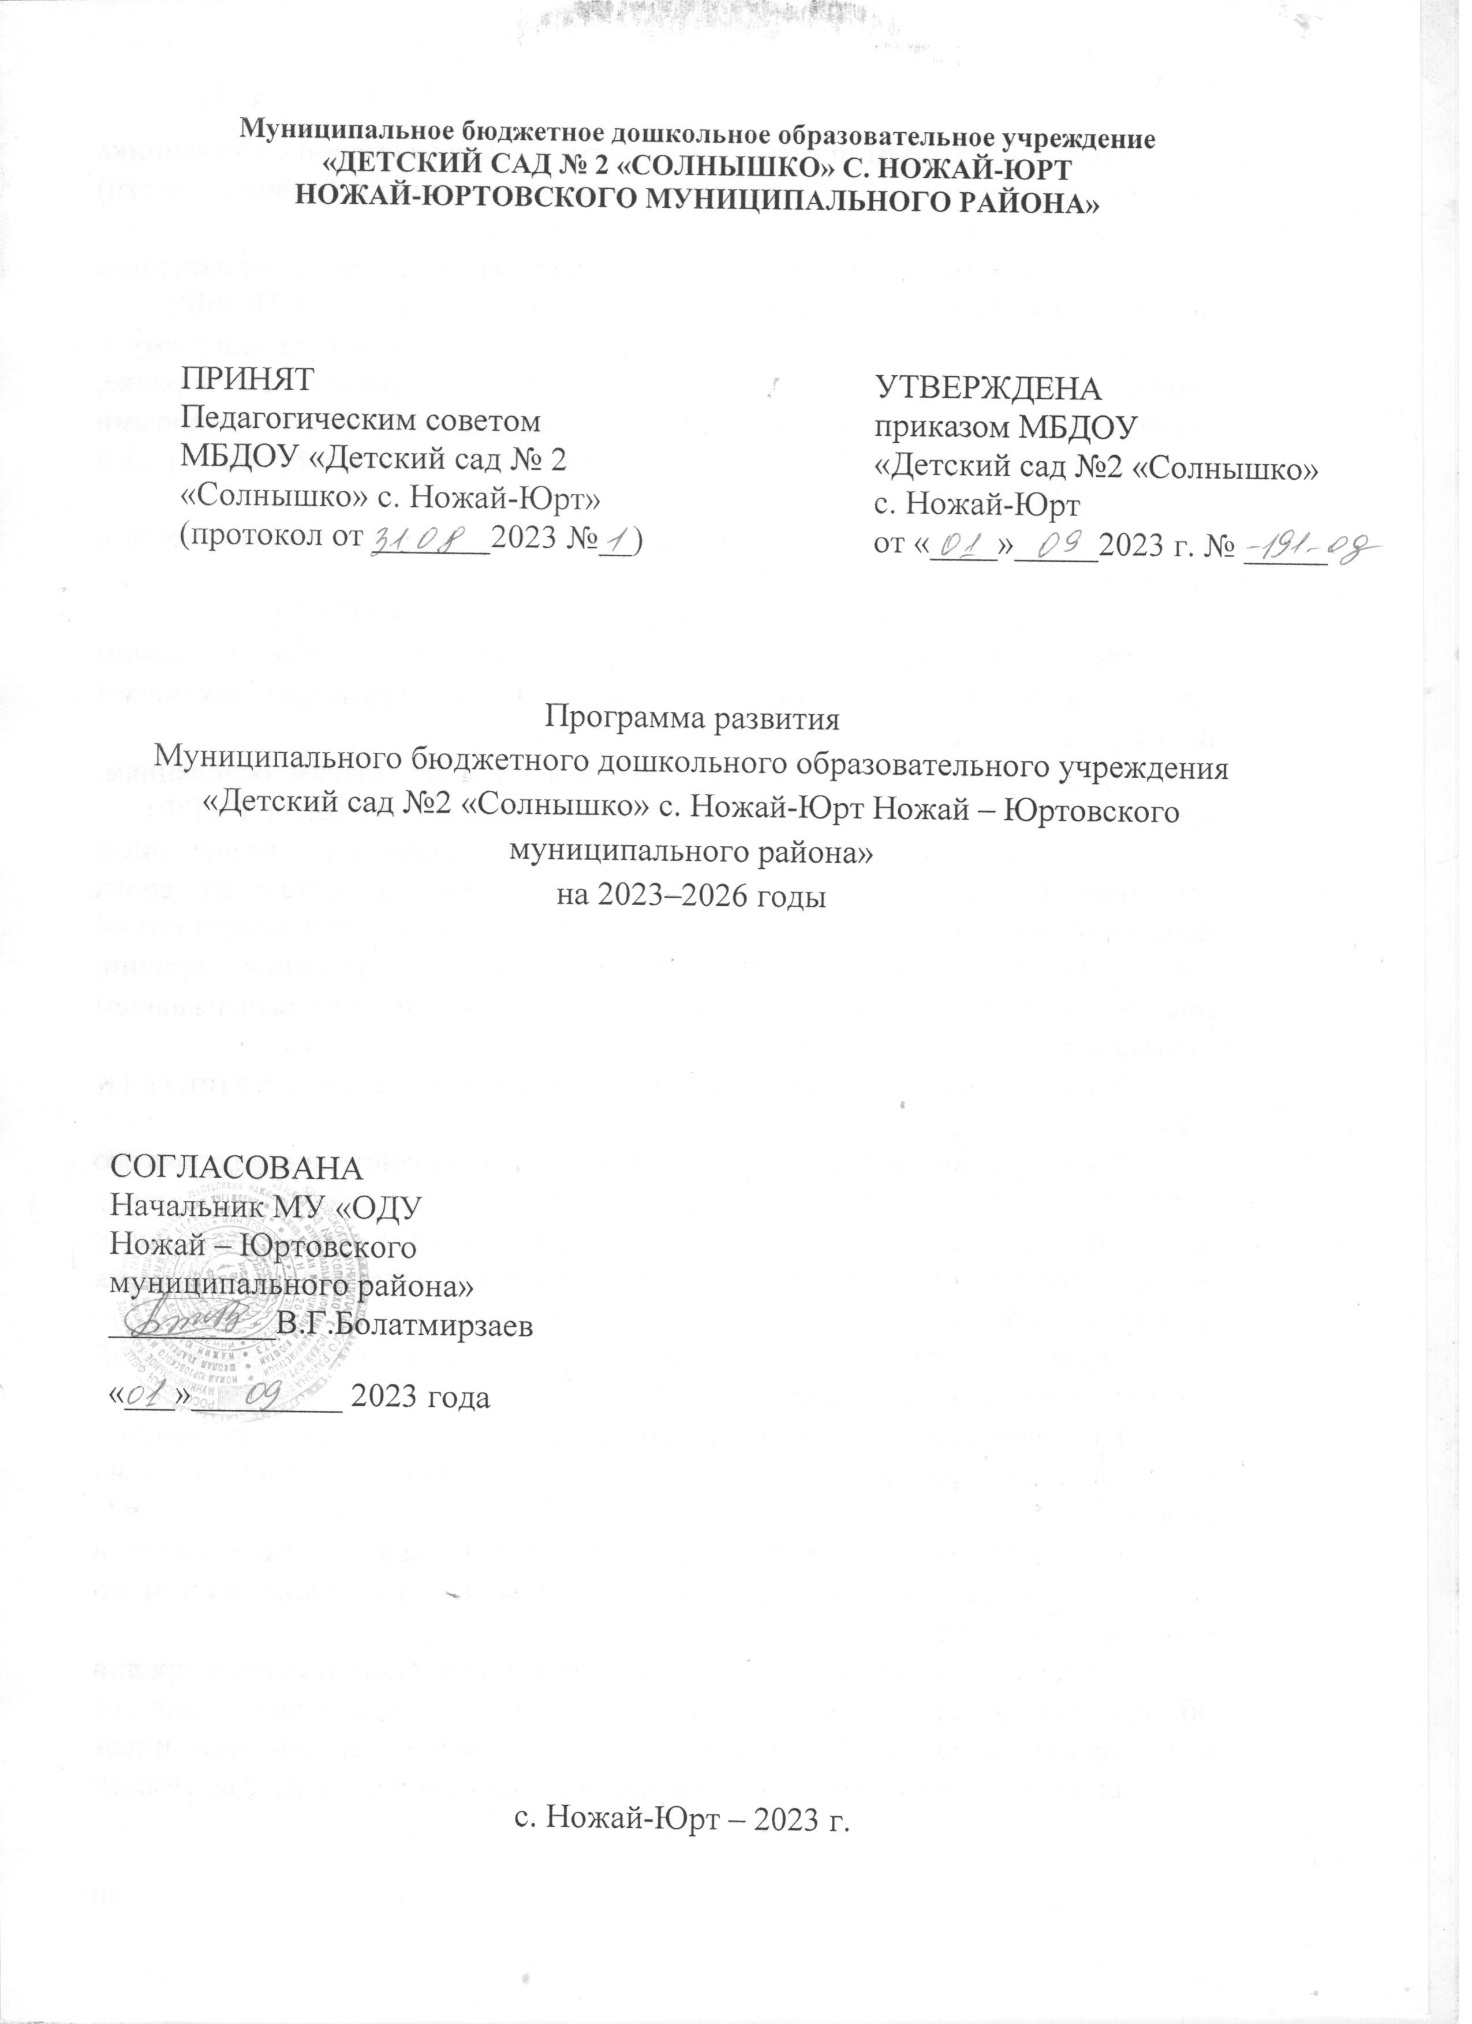 Муниципальное бюджетное дошкольное образовательное учреждение
«ДЕТСКИЙ САД № 2 «СОЛНЫШКО» С. НОЖАЙ-ЮРТ
НОЖАЙ-ЮРТОВСКОГО МУНИЦИПАЛЬНОГО РАЙОНА»
ПРИНЯТ
Педагогическим советом
МБДОУ «Детский сад № 2
«Солнышко» с. Ножай-Юрт»
(протокол от 31 08 2023 № 1)
УТВЕРЖДЕНА
приказом МБДОУ
«Детский сад №2 «Солнышко»
с. Ножай-Юрт
от «01» 09 2023 г. № -191-од
Программа развития
Муниципального бюджетного дошкольного образовательного учреждения
«Детский сад №2 «Солнышко» с. Ножай-Юрт Ножай – Юртовского
муниципального района»
на 2023–2026 годы
СОГЛАСОВАНА
Начальник МУ «ОДУ
Ножай – Юртовского
муниципального района»
В.Г.Болатмирзаев
«01» 09 2023 года
с. Ножай-Юрт – 2023 г.